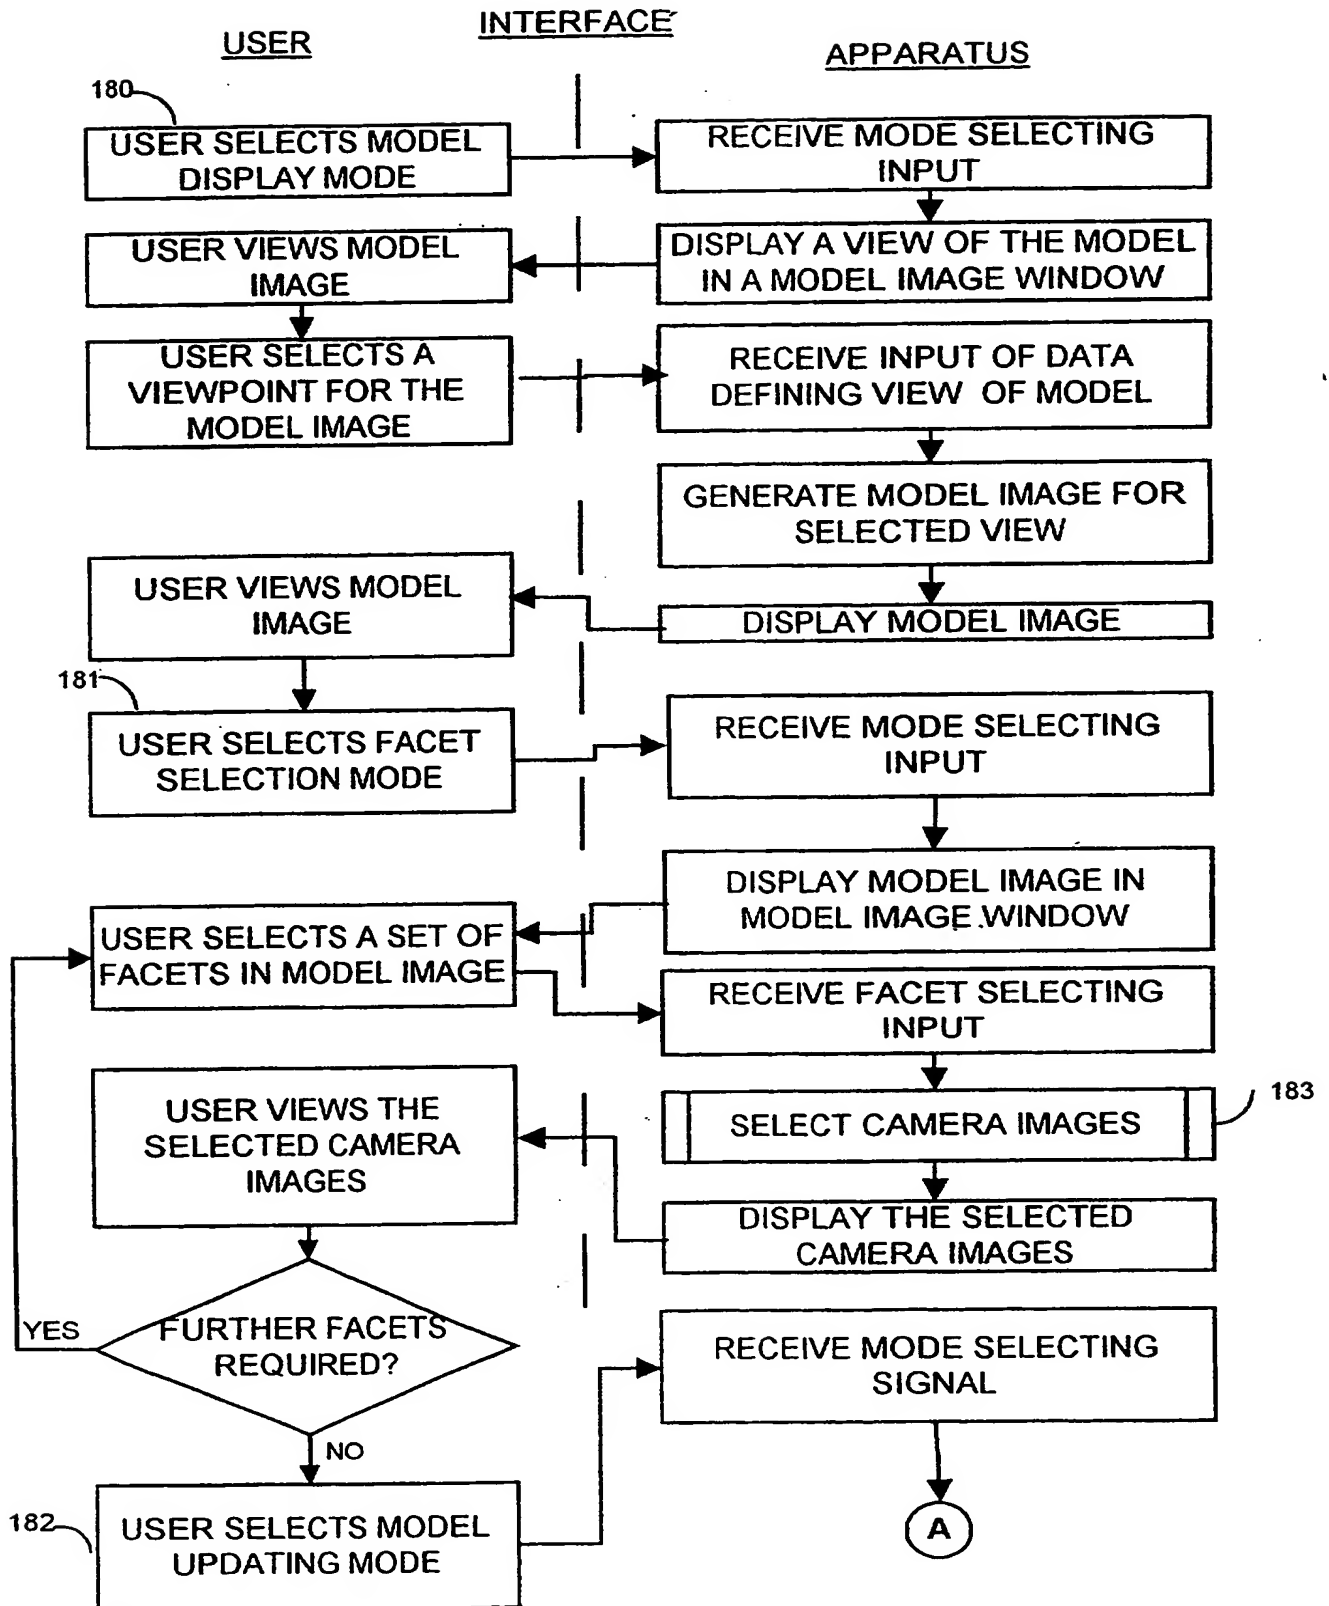 INTERFACE
USER
APPARATUS
180
USER SELECTS MODEL
DISPLAY MODE
RECEIVE MODE SELECTING
INPUT
USER VIEWS MODEL
IMAGE
DISPLAY A VIEW OF THE MODEL
IN A MODEL IMAGE WINDOW
USER SELECTS A
VIEWPOINT FOR THE
MODEL IMAGE
RECEIVE INPUT OF DATA
DEFINING VIEW OF MODEL
GENERATE MODEL IMAGE FOR
SELECTED VIEW
USER VIEWS MODEL
IMAGE
DISPLAY MODEL IMAGE
181
USER SELECTS FACET
SELECTION MODE
RECEIVE MODE SELECTING
INPUT
DISPLAY MODEL IMAGE IN
MODEL IMAGE WINDOW
USER SELECTS A SET OF
FACETS IN MODEL IMAGE
RECEIVE FACET SELECTING
INPUT
183
SELECT CAMERA IMAGES
USER VIEWS THE
SELECTED CAMERA
IMAGES
DISPLAY THE SELECTED
CAMERA IMAGES
YES
FURTHER FACETS
REQUIRED?
RECEIVE MODE SELECTING
SIGNAL
NO
182
USER SELECTS MODEL
UPDATING MODE
A